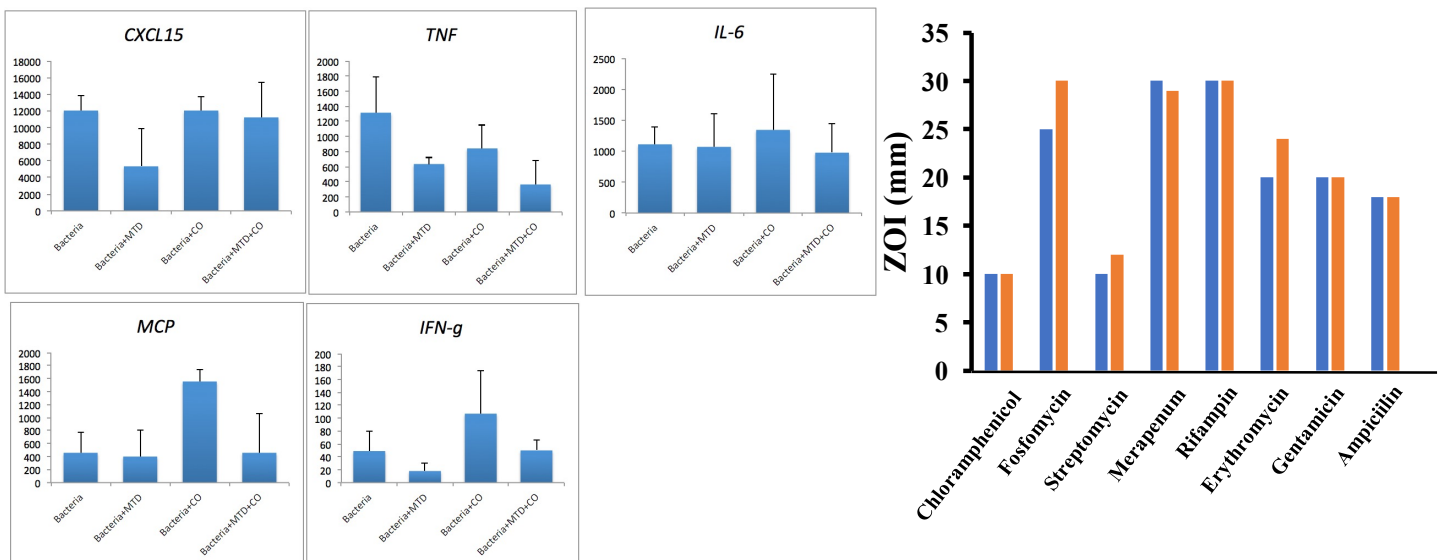 CXCL15
18000
16000
14000
12000
10000
8000
6000
4000
2000
0
Bacteria
Bacteria+MTD
Bacteria+CO
Bacteria+MTD+CO
TNF
2000
1800
1600
1400
1200
1000
800
600
400
200
0
Bacteria
Bacteria+MTD
Bacteria+CO
Bacteria+MTD+CO
IL-6
2500
2000
1500
1000
500
0
Bacteria
Bacteria+MTD
Bacteria+CO
Bacteria+MTD+CO
MCP
2000
1800
1600
1400
1200
1000
800
600
400
200
0
Bacteria
Bacteria+MTD
Bacteria+CO
Bacteria+MTD+CO
IFN-g
200
180
160
140
120
100
80
60
40
20
0
Bacteria
Bacteria+MTD
Bacteria+CO
Bacteria+MTD+CO
ZOI (mm)
35
30
25
20
15
10
5
0
Chloramphenicol
Fosfomycin
Streptomycin
Merapenum
Rifampin
Erythromycin
Gentamicin
Ampicillin